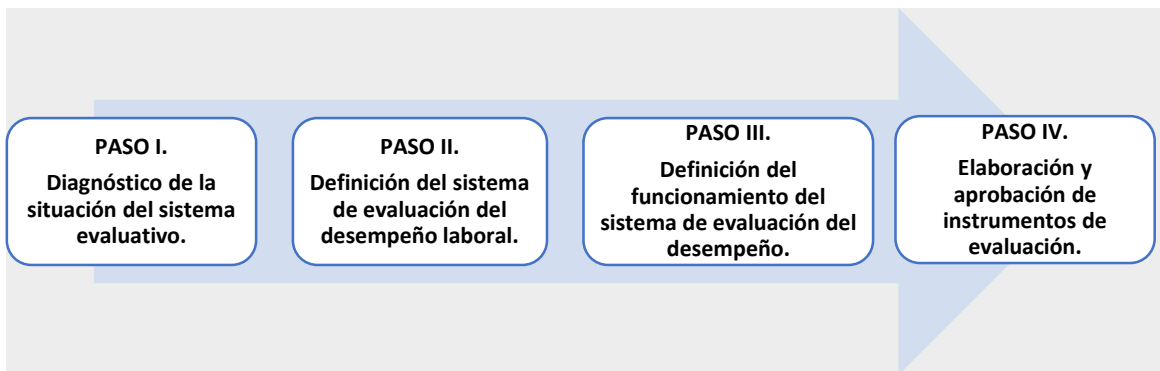 PASO I.
Diagnóstico de la
situación del sistema
evaluativo.
PASO II.
Definición del sistema
de evaluación del
desempeño laboral.
PASO III.
Definición del
funcionamiento del
sistema de evaluación del
desempeño.
PASO IV.
Elaboración y
aprobación de
instrumentos de
evaluación.